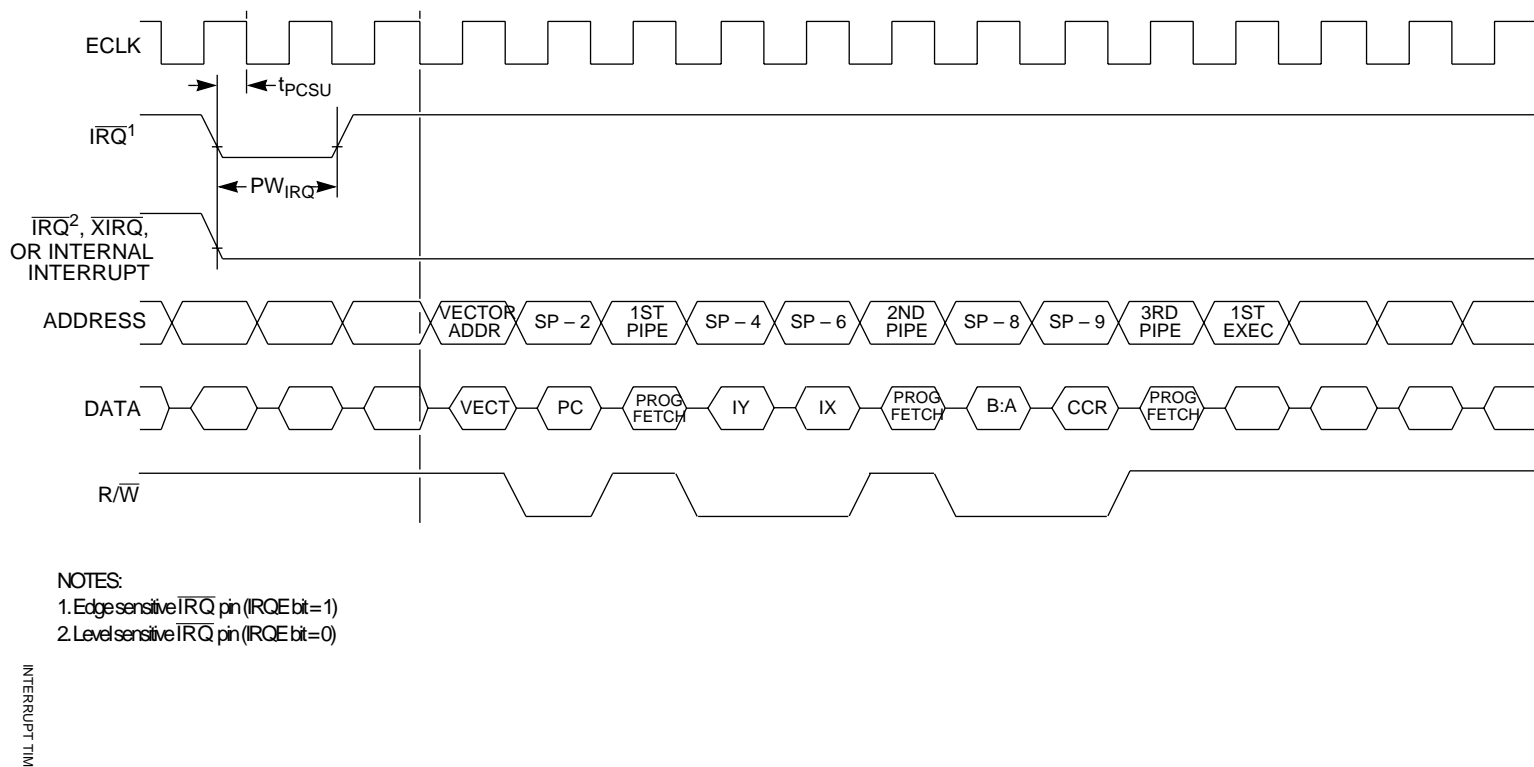 ECLK
tPCSU
IRQ1
PWIRQ
IRQ2, XIRQ,
OR INTERNAL
INTERRUPT
ADDRESS
VECTOR
ADDR
SP – 2
1ST
PIPE
SP – 4
SP – 6
2ND
PIPE
SP – 8
SP – 9
3RD
PIPE
1ST
EXEC
DATA
VECT
PC
PROG
FETCH
IY
IX
PROG
FETCH
B:A
CCR
PROG
FETCH
R/W
NOTES:
1. Edge sensitive IRQ pin (IRQE bit = 1)
2. Level sensitive IRQ pin (IRQE bit = 0)
INTERRUPT TIM